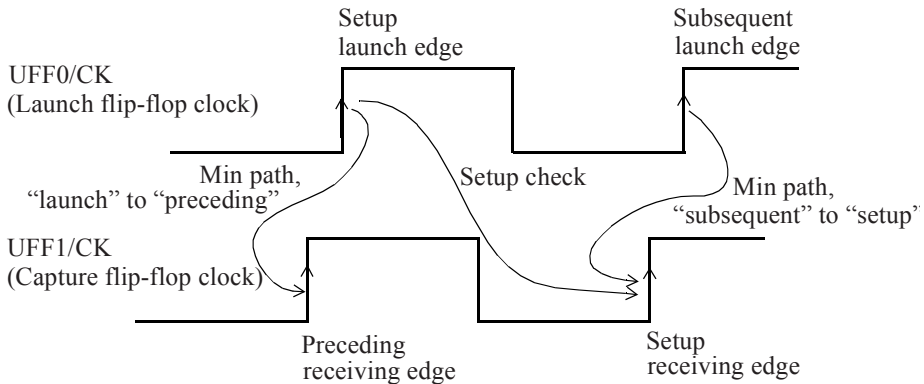 Setup
launch edge
Subsequent
launch edge
UFF0/CK
(Launch flip-flop clock)
Min path,
“launch” to “preceding”
Setup check
Min path,
“subsequent” to “setup”
UFF1/CK
(Capture flip-flop clock)
Preceding
receiving edge
Setup
receiving edge